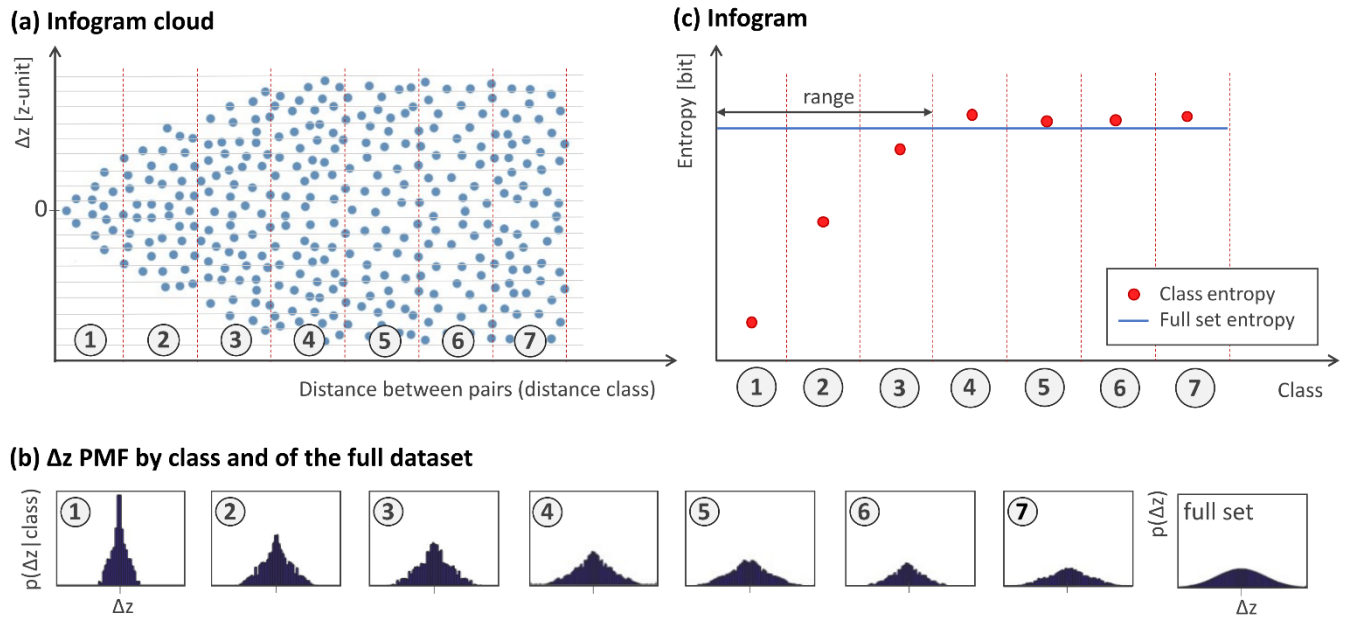 (a) Infogram cloud
Δz [z-unit]
0
1 2 3 4 5 6 7
Distance between pairs (distance class)
(c) Infogram
Entropy [bit]
range
Class entropy
Full set entropy
1 2 3 4 5 6 7
Class
(b) Δz PMF by class and of the full dataset
p(Δz|class)
1 2 3 4 5 6 7
Δz
p(Δz)
full set
Δz